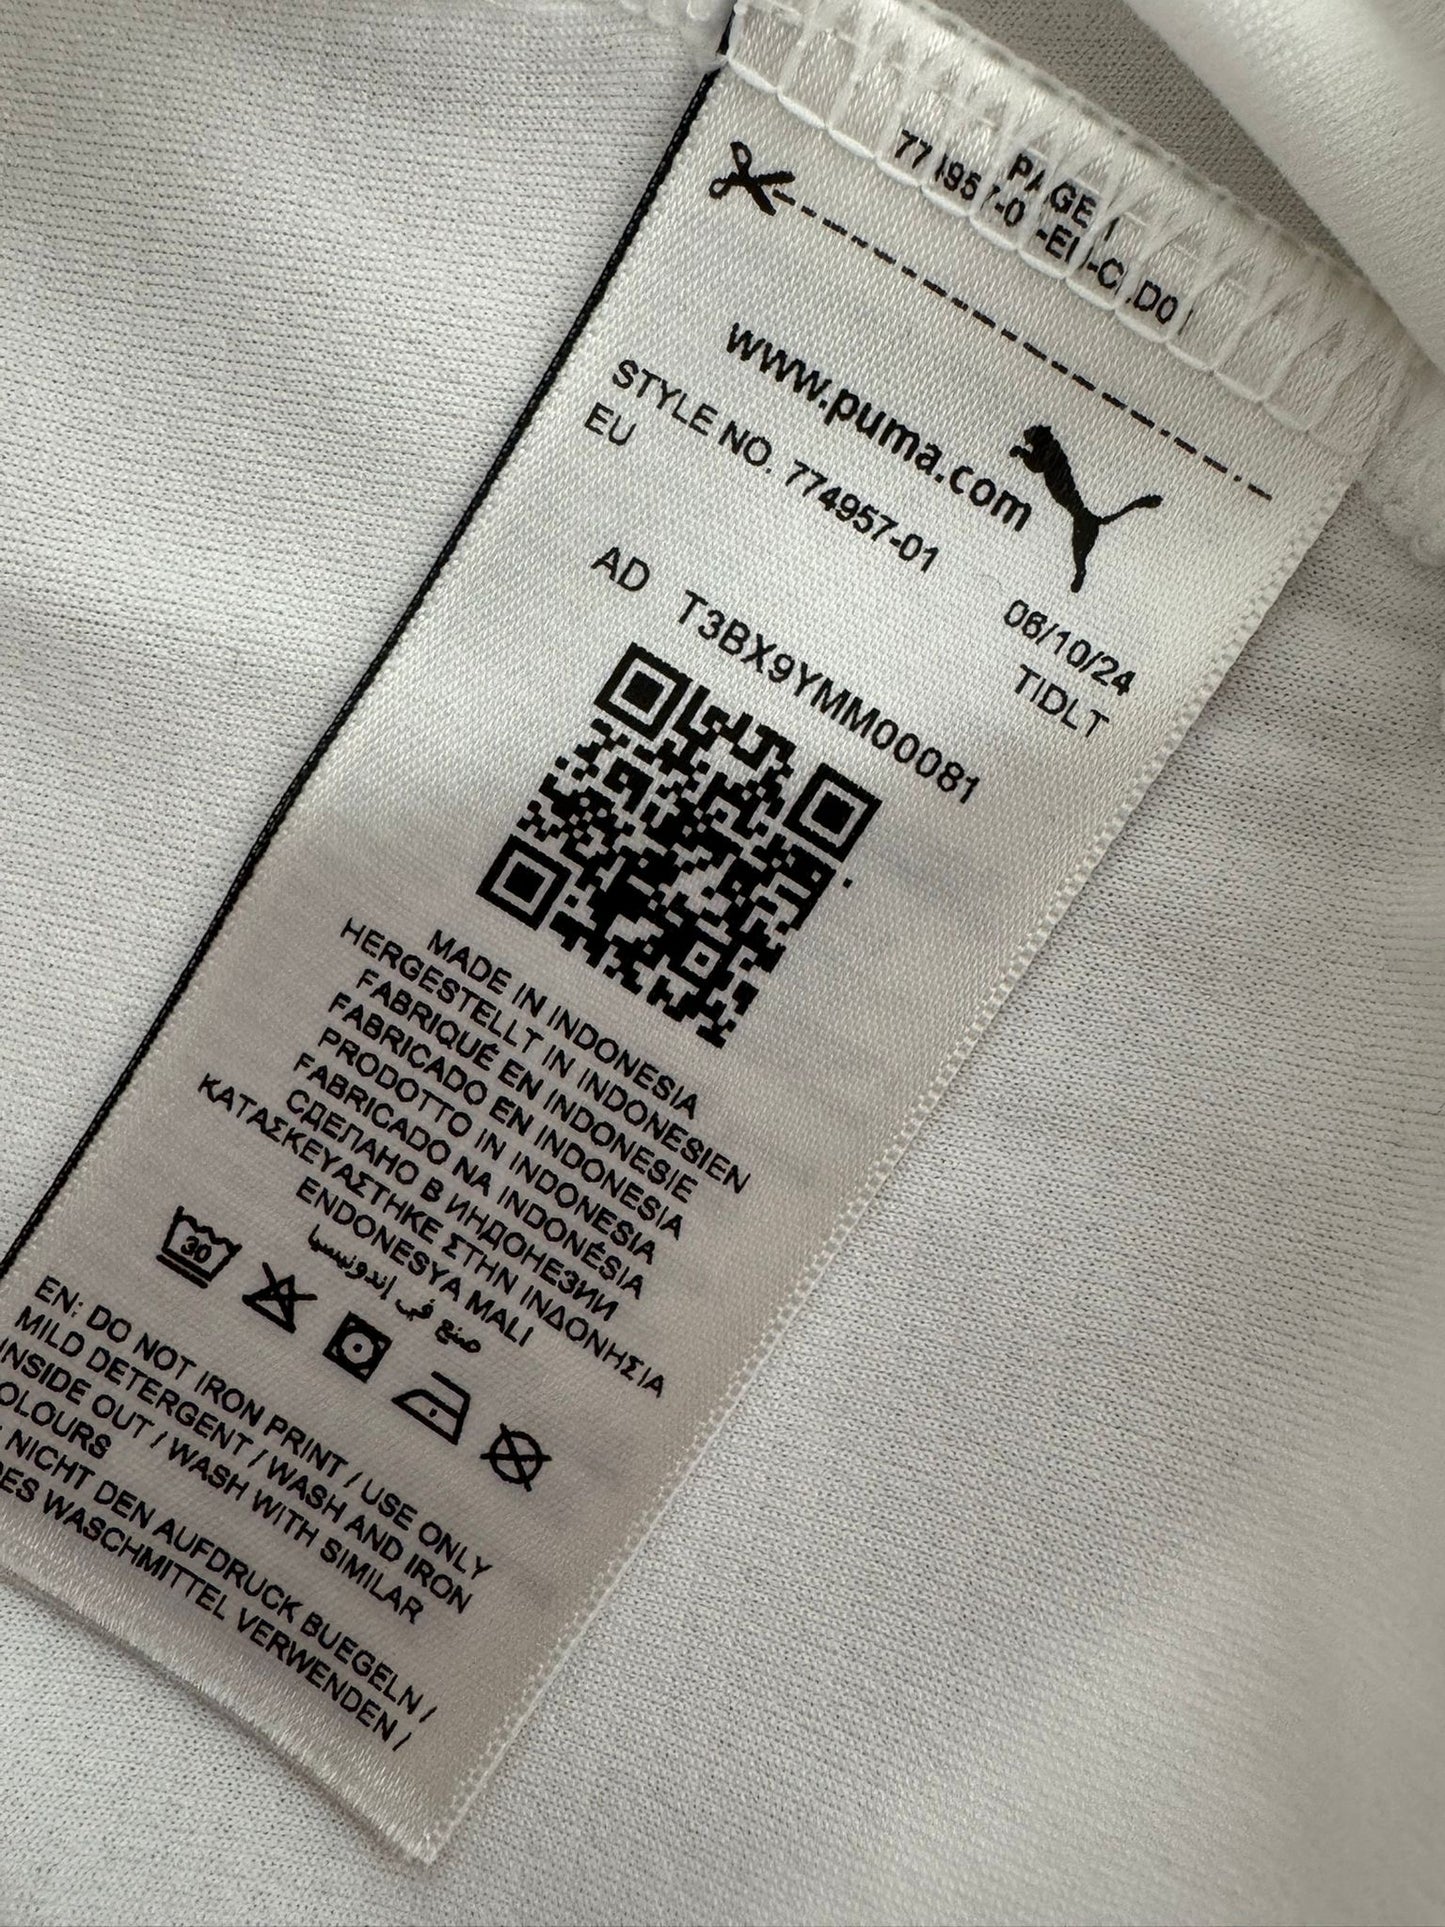 PAGE 1
www.puma.com
STYLE NO. 774957-01
EU
06/10/24
TIDLT
AD T3BX9YMM00081
MADE IN INDONESIA
HERGESTELLT IN INDONESIEN
FABRIQUÉ EN INDONESIE
FABRICADO EN INDONESIA
PRODOTTO IN INDONESIA
FABRICADO NA INDONÉSIA
СДЕЛАНО В ИНДОНЕЗИИ
ΚΑΤΑΣΚΕΥΑΣΤΗΚΕ ΣΤΗΝ ΙΝΔΟΝΗΣΙΑ
ENDONESYA MALI
صنع في إندونيسيا
30
EN: DO NOT IRON PRINT / USE ONLY
MILD DETERGENT / WASH AND IRON
INSIDE OUT / WASH WITH SIMILAR
COLOURS
NICHT DEN AUFDRUCK BUEGELN /
WASCHMITTEL VERWENDEN /